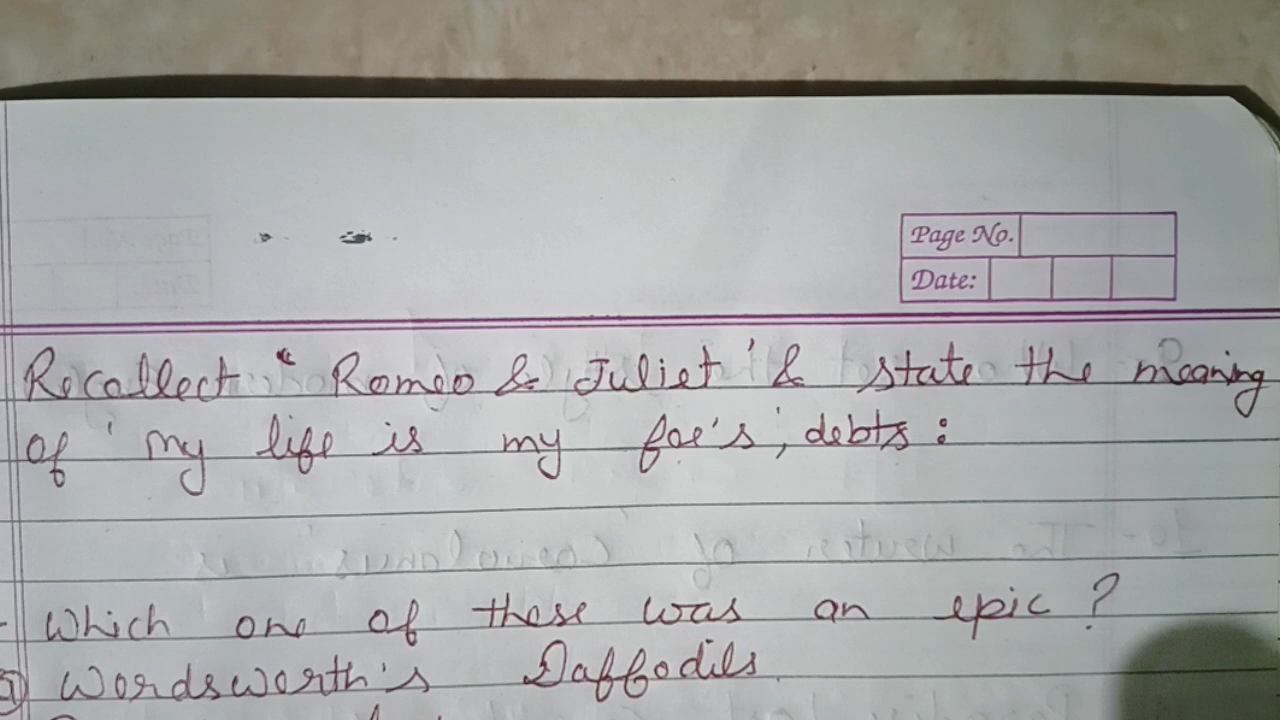 Page No.
Date:
Recollect “ Romeo & Juliet ' & state the meaning
of ' my life is my foe's ; debts :
- Which one of these was an epic ?
a) Wordsworth's Daffodils.